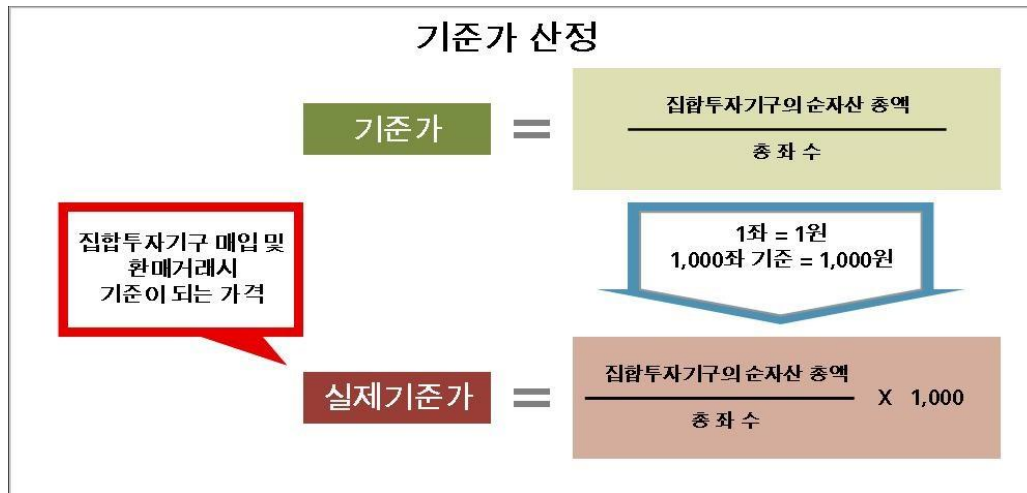 기준가 산정
기준가
=
집합투자기구의 순자산 총액
총 좌 수
집합투자기구 매입 및
환매거래시
기준이 되는 가격
1좌 = 1원
1,000좌 기준 = 1,000원
실제기준가
=
집합투자기구의 순자산 총액
총 좌 수
X 1,000